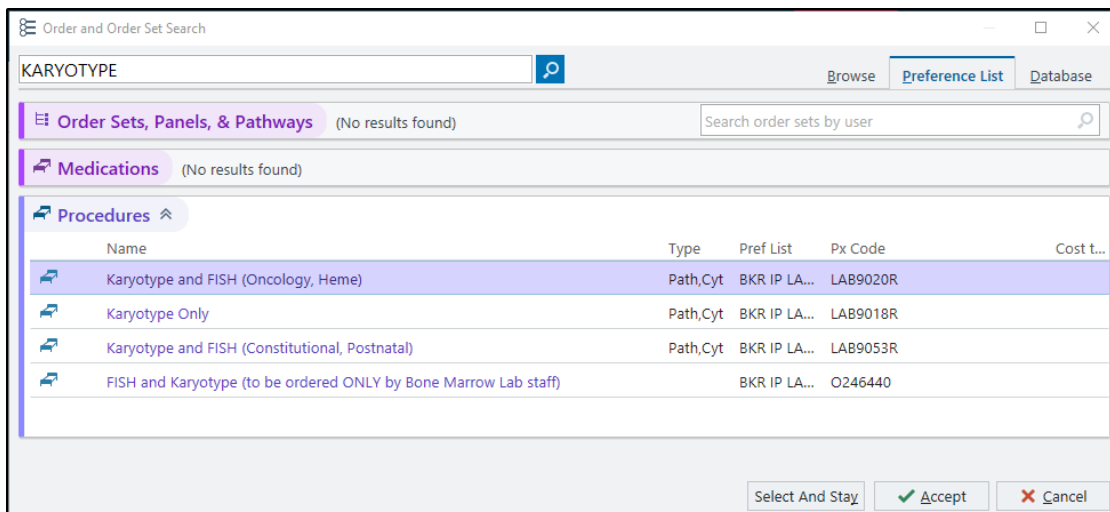 Order and Order Set Search
KARYOTYPE
Browse Preference List Database
Order Sets, Panels, & Pathways (No results found) Search order sets by user
Medications (No results found)
Procedures
Name Type Pref List Px Code Cost t...
Karyotype and FISH (Oncology, Heme) Path,Cyt BKR IP LA... LAB9020R
Karyotype Only Path,Cyt BKR IP LA... LAB9018R
Karyotype and FISH (Constitutional, Postnatal) Path,Cyt BKR IP LA... LAB9053R
FISH and Karyotype (to be ordered ONLY by Bone Marrow Lab staff) BKR IP LA... O246440
Select And Stay Accept Cancel